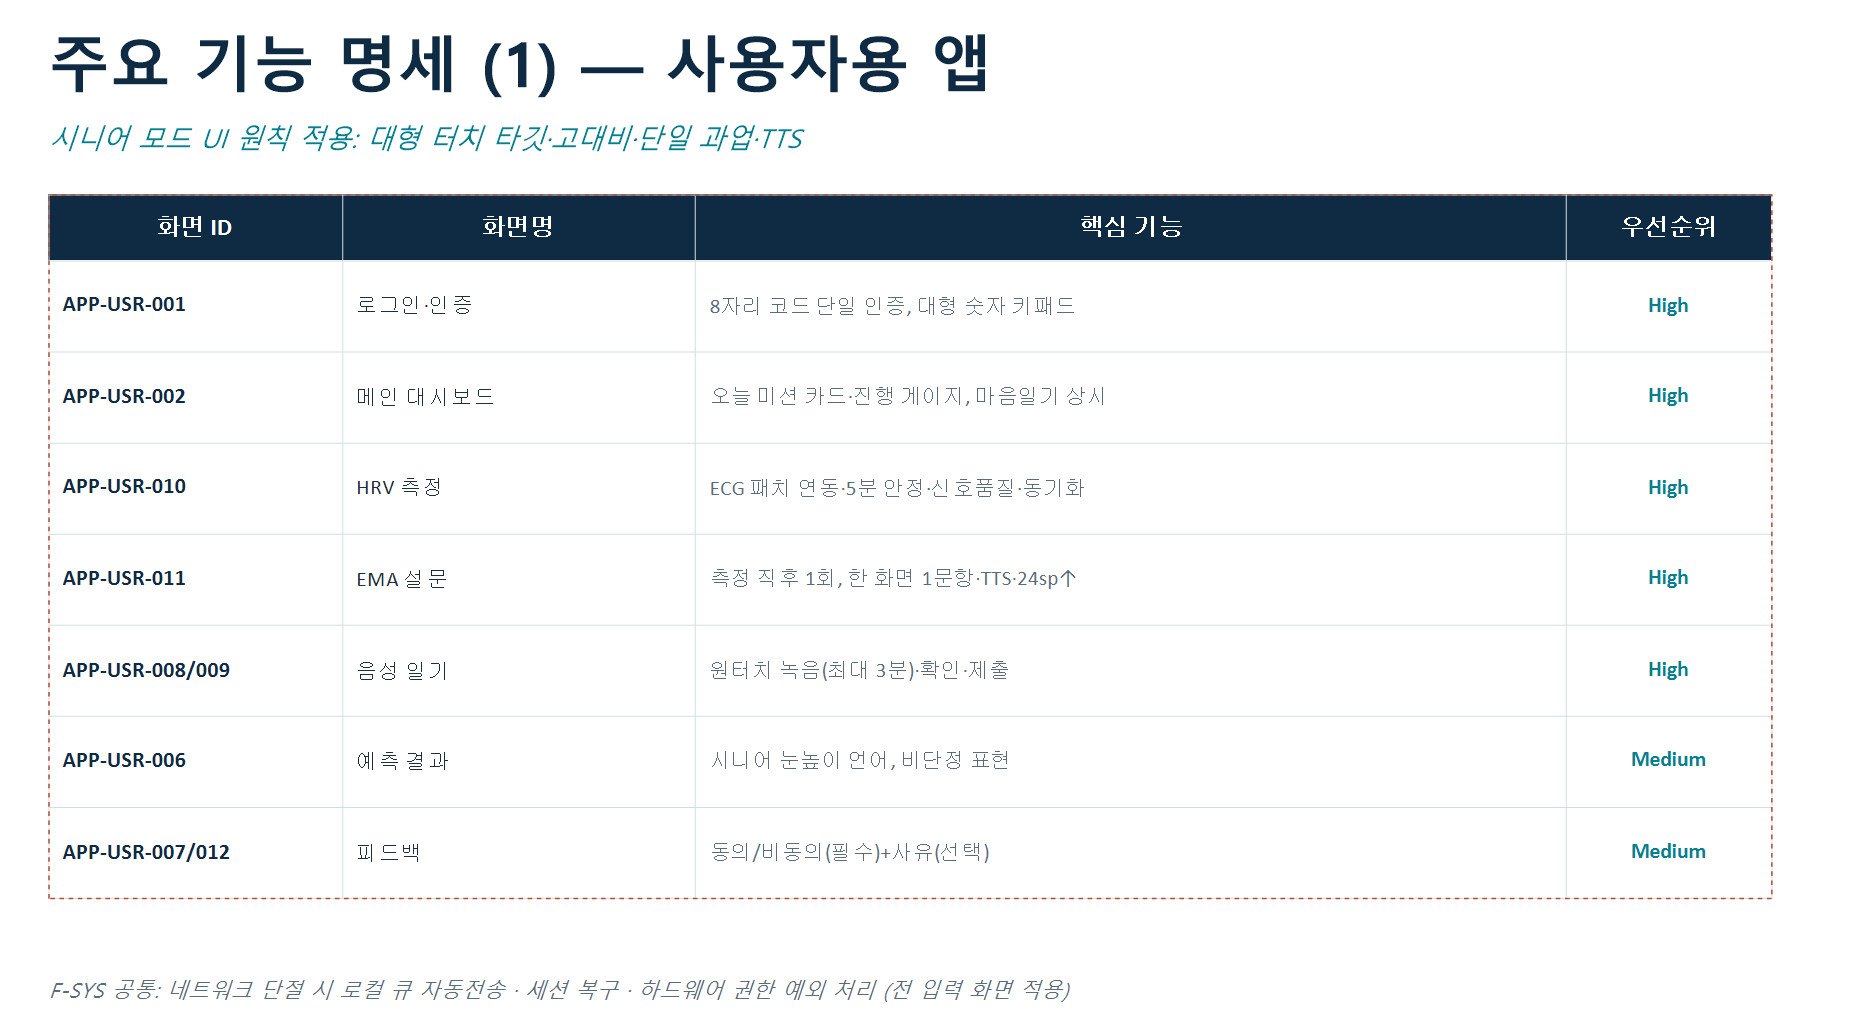 주요 기능 명세 (1) — 사용자용 앱
시니어 모드 UI 원칙 적용: 대형 터치 타깃·고대비·단일 과업·TTS
화면 ID 화면명 핵심 기능 우선순위
APP-USR-001 로그인·인증 8자리 코드 단일 인증, 대형 숫자 키패드 High
APP-USR-002 메인 대시보드 오늘 미션 카드·진행 게이지, 마음일기 상시 High
APP-USR-010 HRV 측정 ECG 패치 연동·5분 안정·신호품질·동기화 High
APP-USR-011 EMA 설문 측정 직후 1회, 한 화면 1문항·TTS·24sp↑ High
APP-USR-008/009 음성 일기 원터치 녹음(최대 3분)·확인·제출 High
APP-USR-006 예측 결과 시니어 눈높이 언어, 비단정 표현 Medium
APP-USR-007/012 피드백 동의/비동의(필수)+사유(선택) Medium
F-SYS 공통: 네트워크 단절 시 로컬 큐 자동전송 · 세션 복구 · 하드웨어 권한 예외 처리 (전 입력 화면 적용)